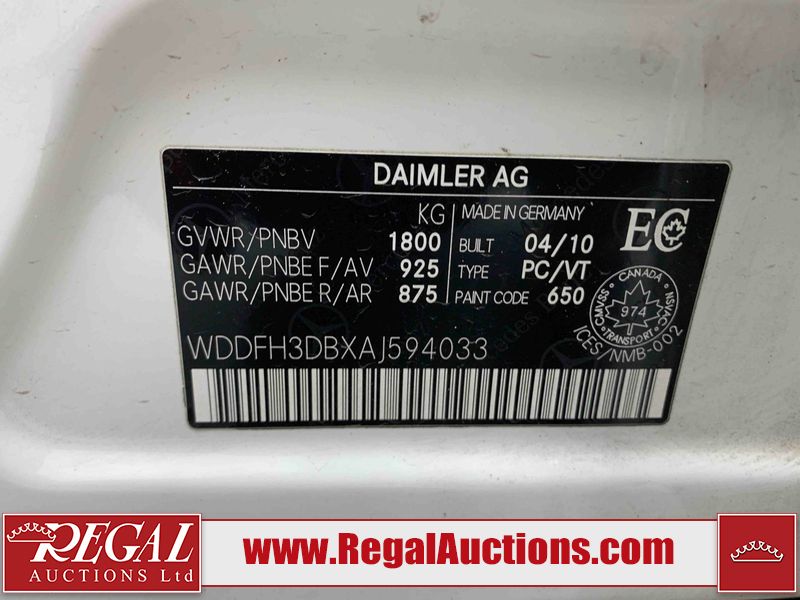 DAIMLER AG
KG
GVWR/PNBV 1800
GAWR/PNBE F/AV 925
GAWR/PNBE R/AR 875
MADE IN GERMANY
BUILT 04/10
TYPE PC/VT
PAINT CODE 650
EC
CANADA
CMVSS NSVAC
974
TRANSPORT
ICES/NMB-002
WDDFH3DBXAJ594033
REGAL
AUCTIONS Ltd
www.RegalAuctions.com